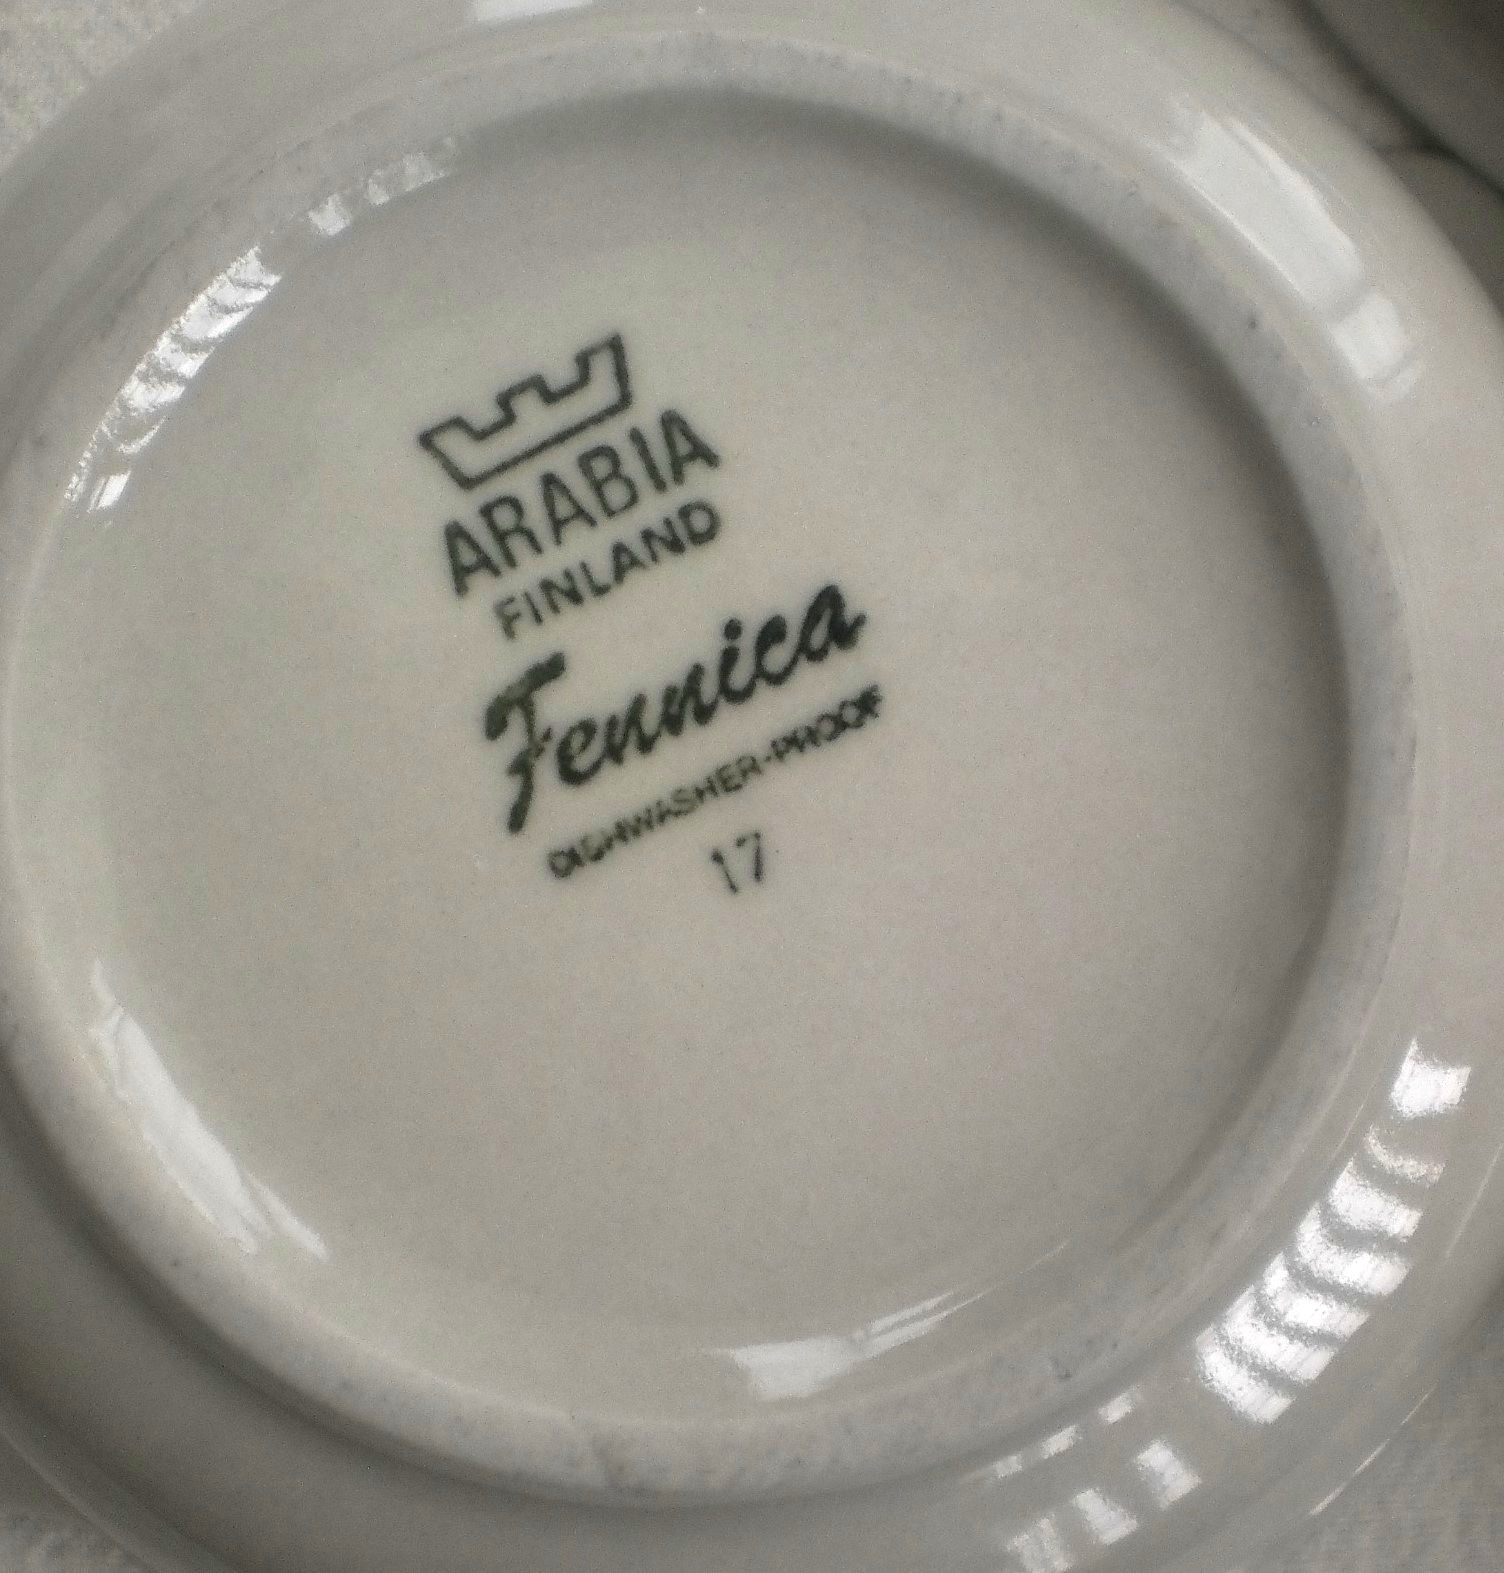 ARABIA
FINLAND
Fennica
DISHWASHER-PROOF
17